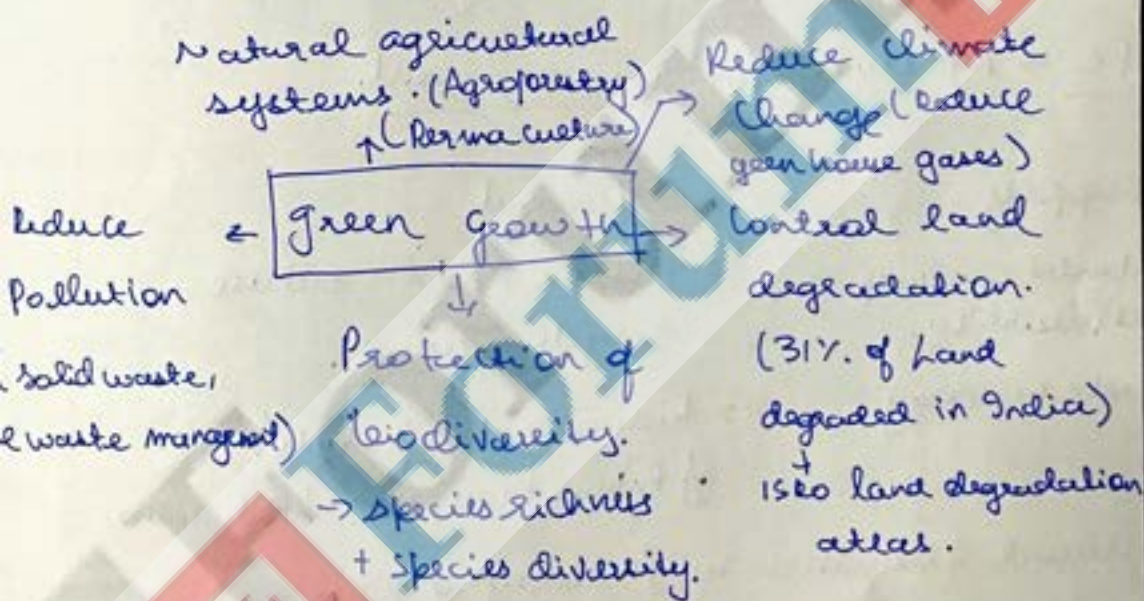 Natural agricultural
systems. (Agroforestry)
↑ (Permaculture)
Reduce climate
Change (reduce
green house gases)
green growth
Reduce
Pollution
solid waste,
e waste mangemt)
Protection of
biodiversity.
→ species richness
+ species diversity.
Control land
degradation.
(31% of Land
degraded in India)
ISRO land degradation
atlas.
Forum